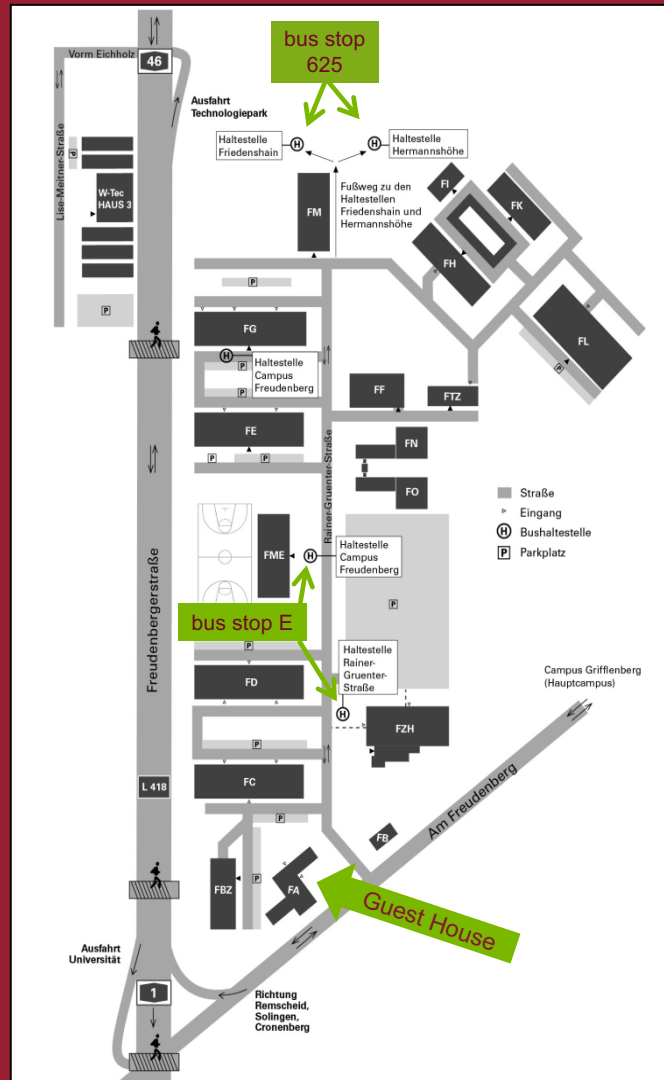 bus stop
625
Vorm Eichholz
46
Ausfahrt
Technologiepark
Lise-Meitner-Straße
P
W-Tec
HAUS 3
P
Haltestelle
Friedenshain
H
H
Haltestelle
Hermannshöhe
Fußweg zu den
Haltestellen
Friedenshain und
Hermannshöhe
FM
FI
FK
FH
FL
P
P
FG
H
Haltestelle
Campus
Freudenberg
P
P
FF
FTZ
FE
P
P
FN
FO
Rainer-Gruenter-Straße
Straße
Eingang
H
Bushaltestelle
P
Parkplatz
Freudenbergerstraße
FME
H
Haltestelle
Campus
Freudenberg
P
bus stop E
P
Haltestelle
Rainer-
Gruenter-
Straße
H
FD
FZH
Campus Grifflenberg
(Hauptcampus)
P
FC
L 418
P
Am Freudenberg
FB
FBZ
P
FA
Guest House
Ausfahrt
Universität
1
Richtung
Remscheid,
Solingen,
Cronenberg